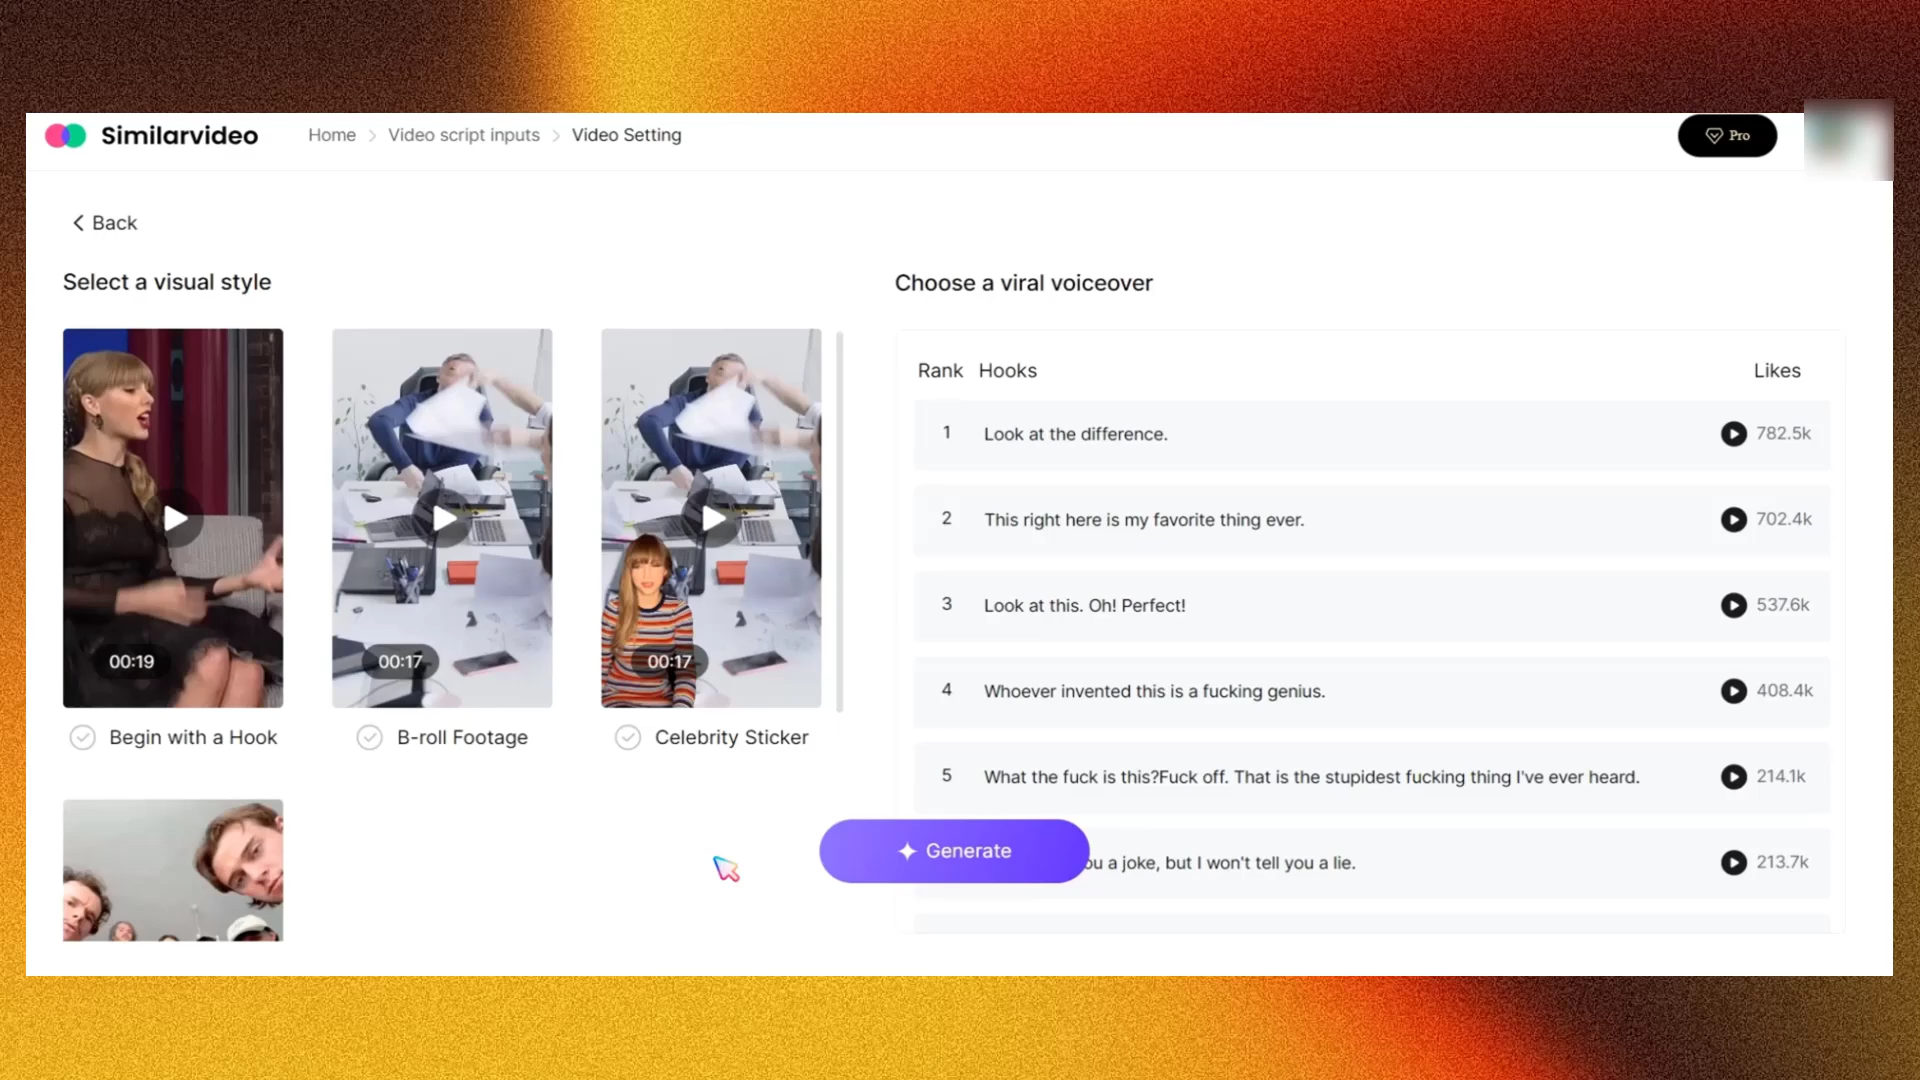 Similarvideo
Home > Video script inputs > Video Setting
Pro
< Back
Select a visual style
00:19
00:17
00:17
Begin with a Hook
B-roll Footage
Celebrity Sticker
Choose a viral voiceover
Rank Hooks Likes
1 Look at the difference. 782.5k
2 This right here is my favorite thing ever. 702.4k
3 Look at this. Oh! Perfect! 537.6k
4 Whoever invented this is a fucking genius. 408.4k
5 What the fuck is this?Fuck off. That is the stupidest fucking thing I've ever heard. 214.1k
a joke, but I won't tell you a lie. 213.7k
Generate